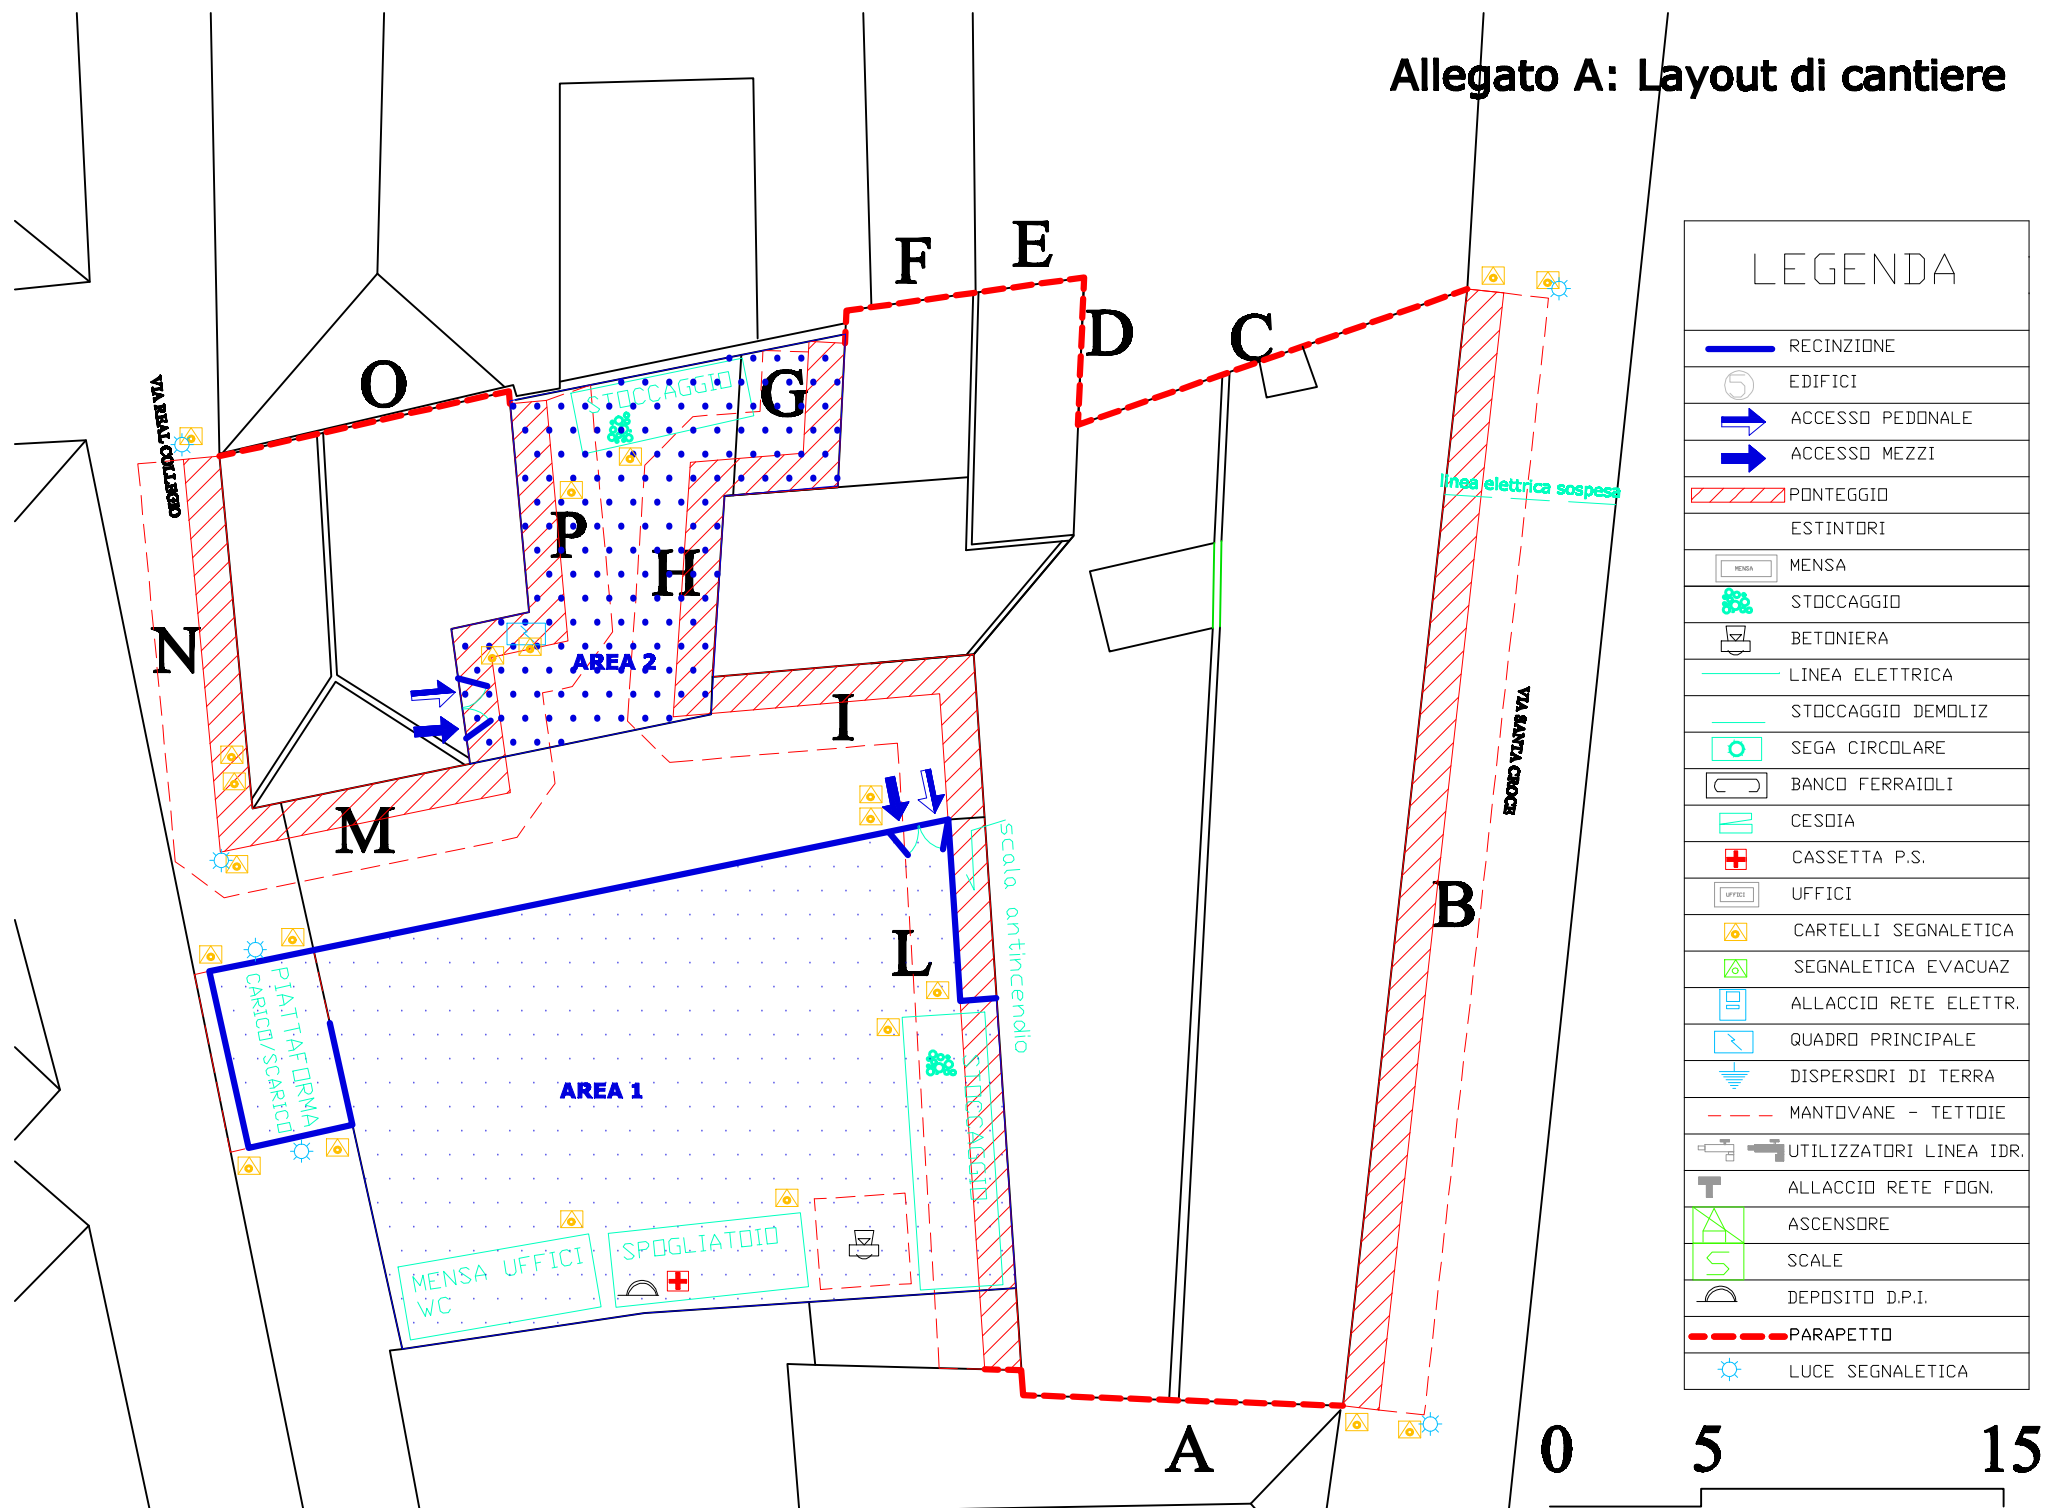 Allegato A: Layout di cantiere
F
E
D
C
O
G
VIA REAL COLLEGIO
STOCCAGGIO
P
H
N
AREA 2
I
M
linea elettrica sospesa
VIA SANTA CROCE
B
scala antincendio
L
PIATTAFORMA
CARICO/SCARICO
AREA 1
STOCCAGGIO
MENSA UFFICI
WC
SPOGLIATOIO
A
LEGENDA
RECINZIONE
EDIFICI
ACCESSO PEDONALE
ACCESSO MEZZI
PONTEGGIO
ESTINTORI
MENSA
MENSA
STOCCAGGIO
BETONIERA
LINEA ELETTRICA
STOCCAGGIO DEMOLIZ
SEGA CIRCOLARE
BANCO FERRAIOLI
CESOIA
CASSETTA P.S.
UFFICI
UFFICI
CARTELLI SEGNALETICA
SEGNALETICA EVACUAZ
ALLACCIO RETE ELETTR.
QUADRO PRINCIPALE
DISPERSORI DI TERRA
MANTOVANE - TETTOIE
UTILIZZATORI LINEA IDR.
ALLACCIO RETE FOGN.
A
ASCENSORE
S
SCALE
DEPOSITO D.P.I.
PARAPETTO
LUCE SEGNALETICA
0 5 15